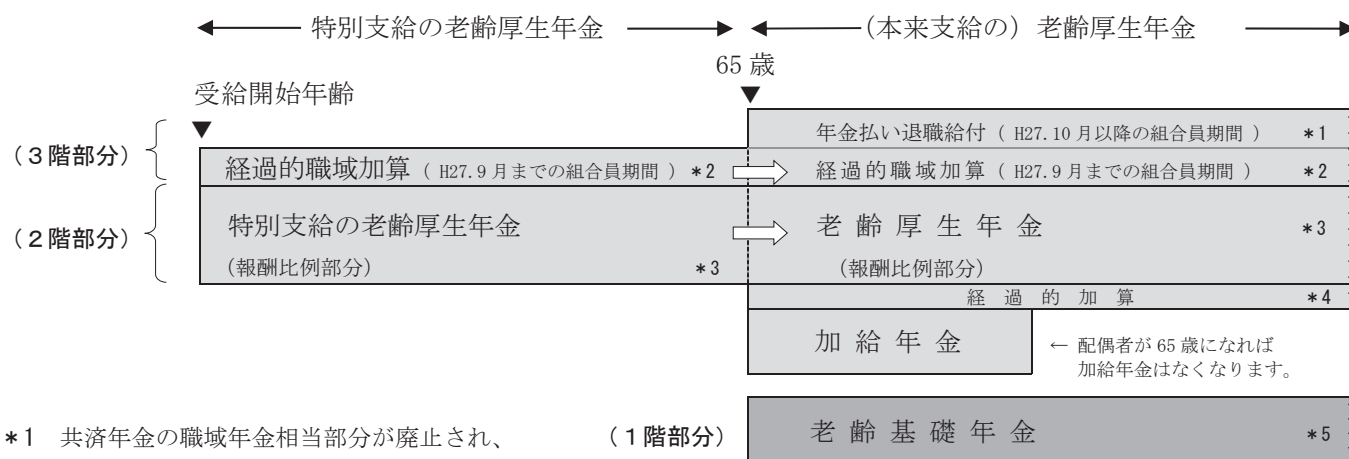 特別支給の老齢厚生年金
(本来支給の) 老齢厚生年金
65 歳
▼
受給開始年齢
▼
(3階部分)
年金払い退職給付 ( H27.10 月以降の組合員期間 ) *1
経過的職域加算 ( H27.9 月までの組合員期間 ) *2
経過的職域加算 ( H27.9 月までの組合員期間 ) *2
(2階部分)
特別支給の老齢厚生年金
(報酬比例部分) *3
老齢厚生年金 *3
(報酬比例部分)
経過的加算 *4
加給年金
← 配偶者が 65 歳になれば
加給年金はなくなります。
*1 共済年金の職域年金相当部分が廃止され、
(1階部分)
老齢基礎年金 *5